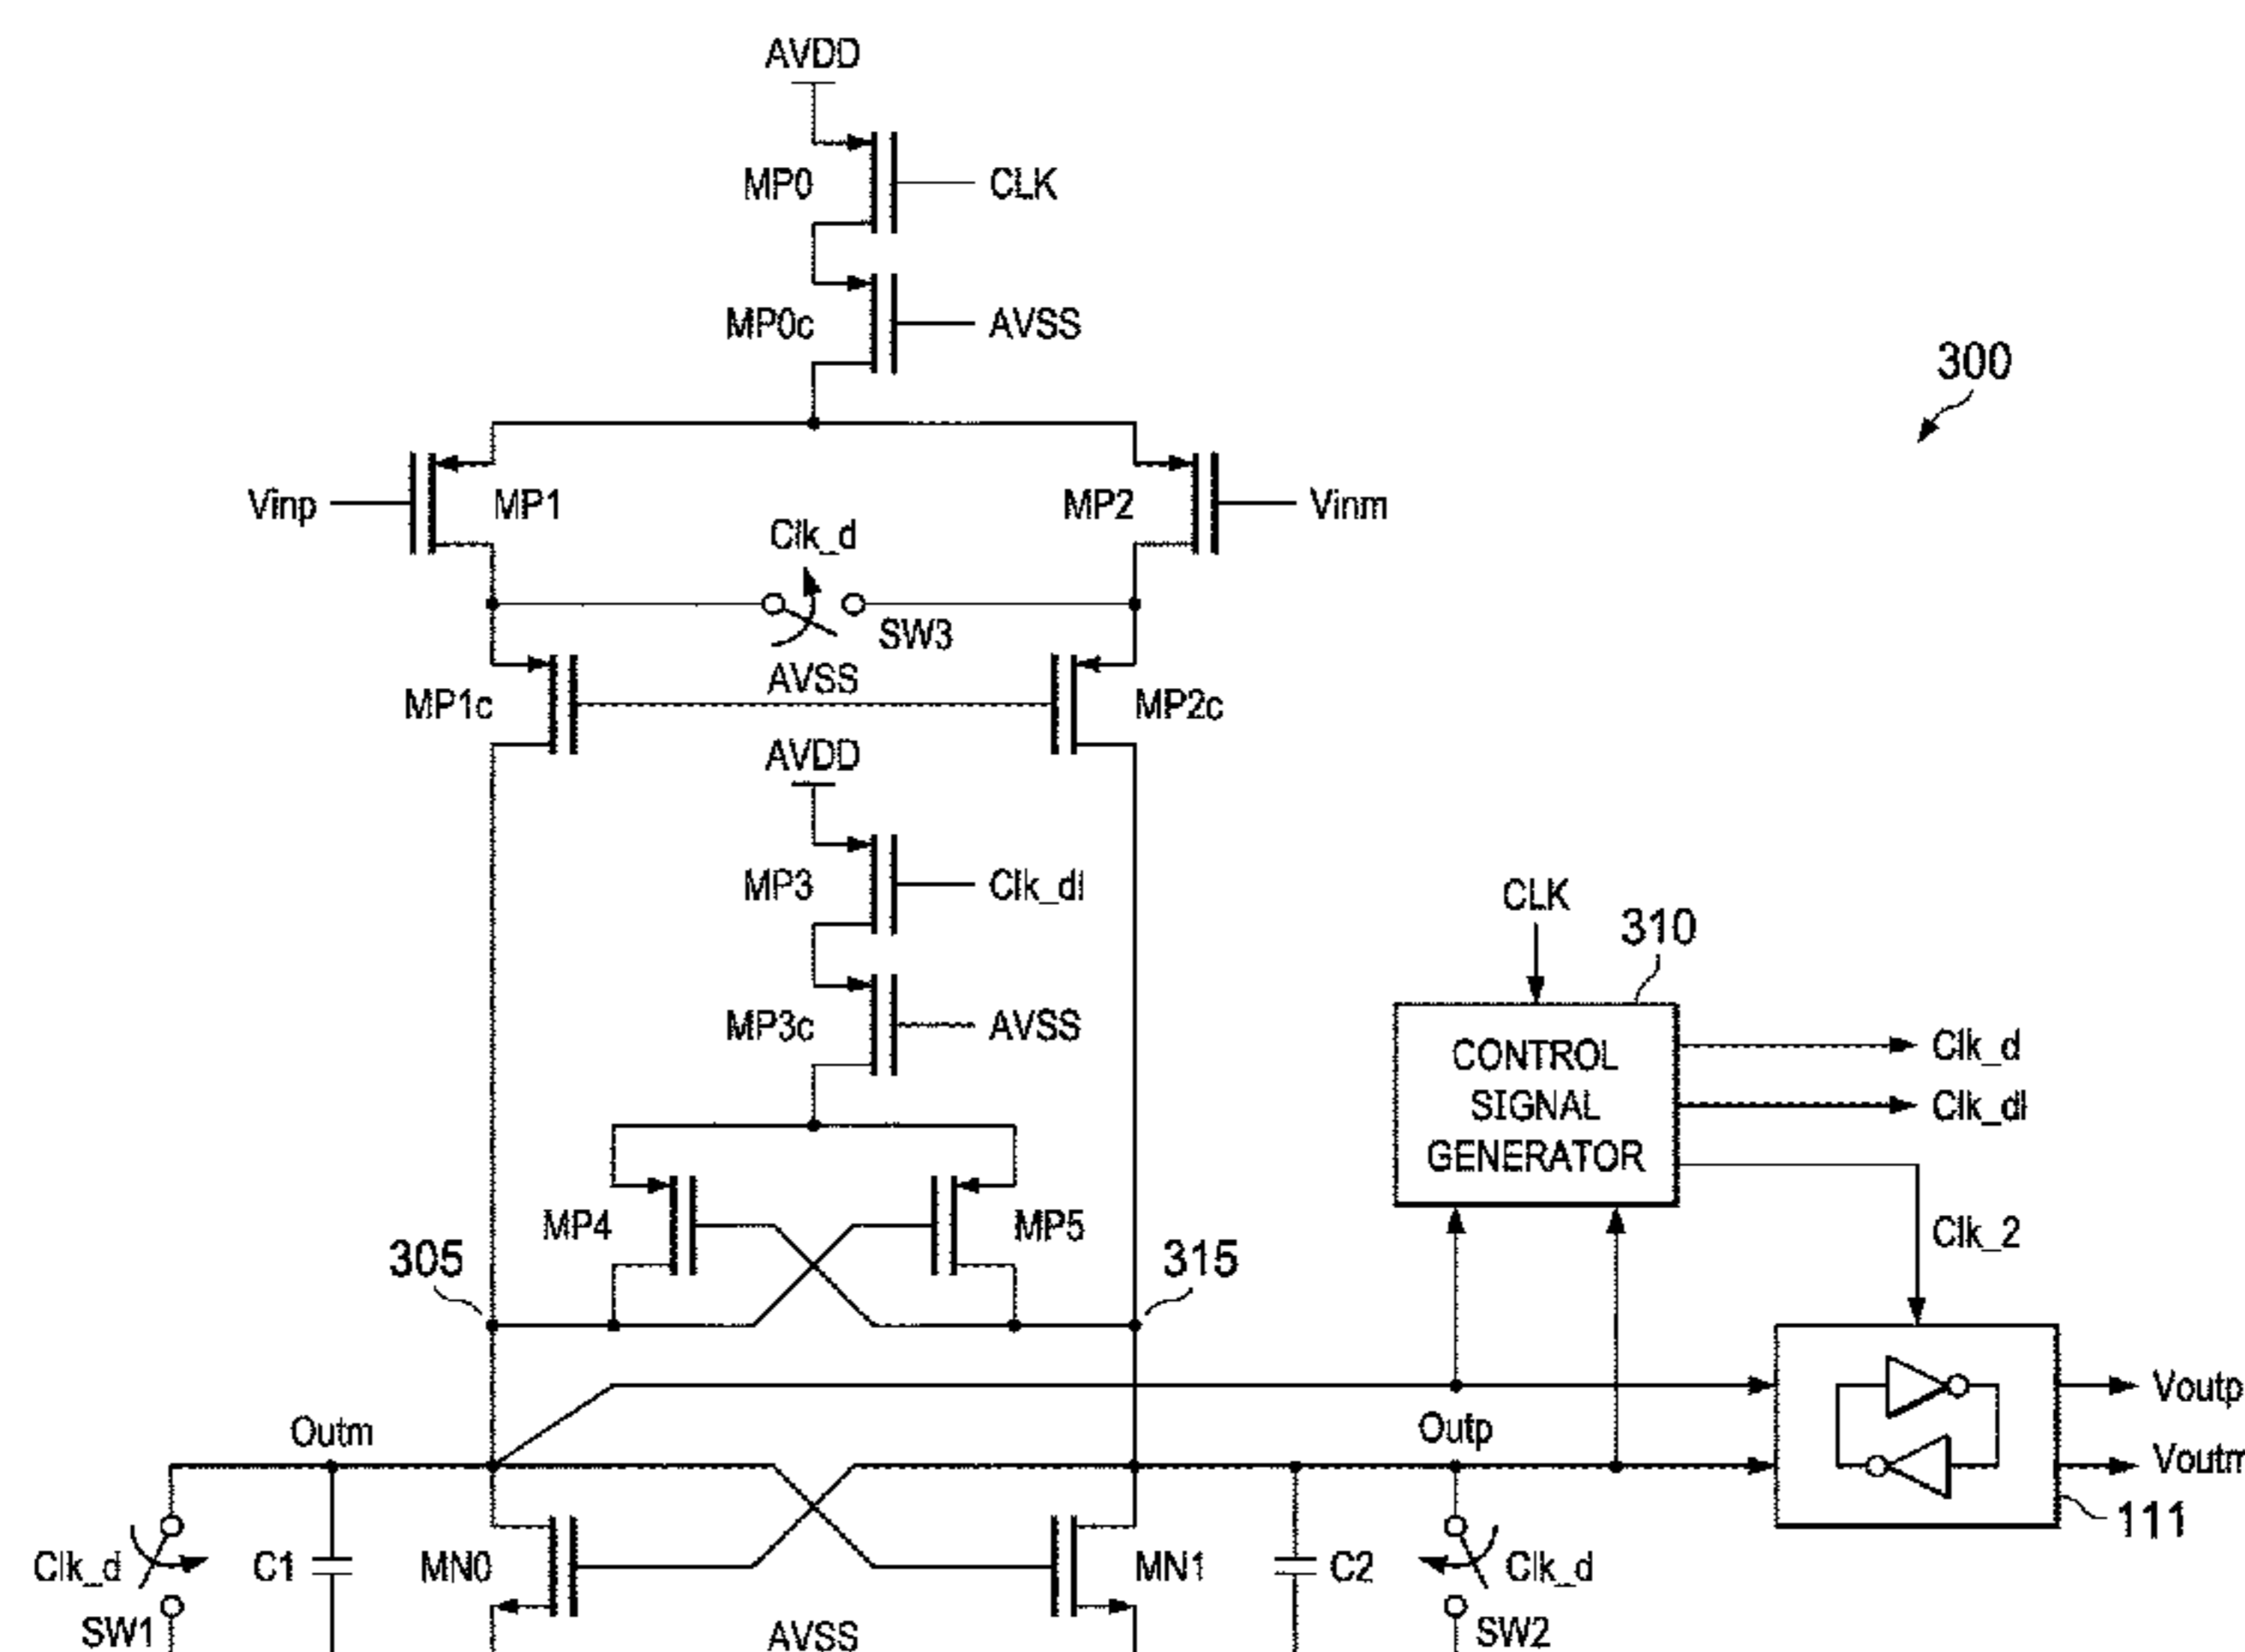 AVDD
MP0
CLK
MP0c
AVSS
300
Vinp
MP1
MP2
Vinm
Clk_d
SW3
MP1c
AVSS
MP2c
AVDD
MP3
Clk_dl
CLK
310
MP3c
AVSS
CONTROL
SIGNAL
GENERATOR
Clk_d
Clk_dl
MP4
MP5
305
315
Clk_2
Voutp
Outm
Outp
Voutm
111
Clk_d
C1
MN0
MN1
C2
Clk_d
SW1
AVSS
SW2